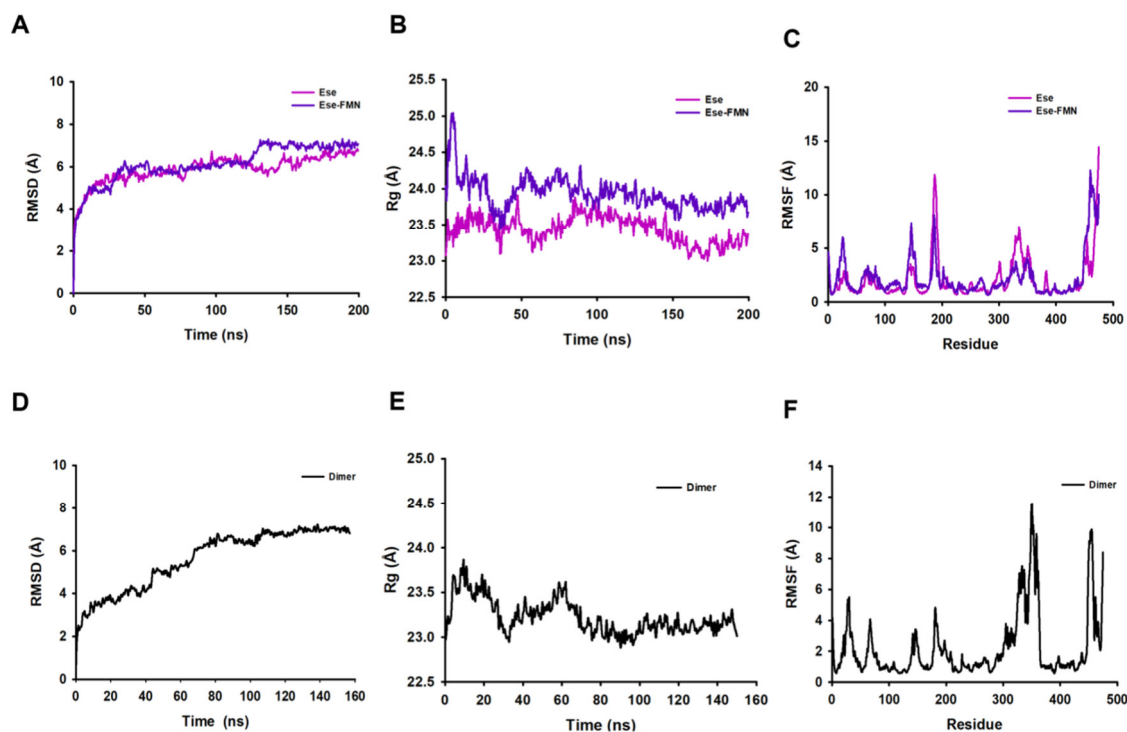 A
B
C
RMSD (Å)
10
8
6
4
2
0
Ese
Ese-FMN
0 50 100 150 200
Time (ns)
Rg (Å)
25.5
25.0
24.5
24.0
23.5
23.0
22.5
Ese
Ese-FMN
0 50 100 150 200
Time (ns)
RMSF (Å)
20
15
10
5
0
Ese
Ese-FMN
0 100 200 300 400 500
Residue
D
E
F
RMSD (Å)
10
8
6
4
2
0
Dimer
0 20 40 60 80 100 120 140 160
Time (ns)
Rg (Å)
25.0
24.5
24.0
23.5
23.0
22.5
Dimer
0 20 40 60 80 100 120 140 160
Time (ns)
RMSF (Å)
14
12
10
8
6
4
2
0
Dimer
0 100 200 300 400 500
Residue